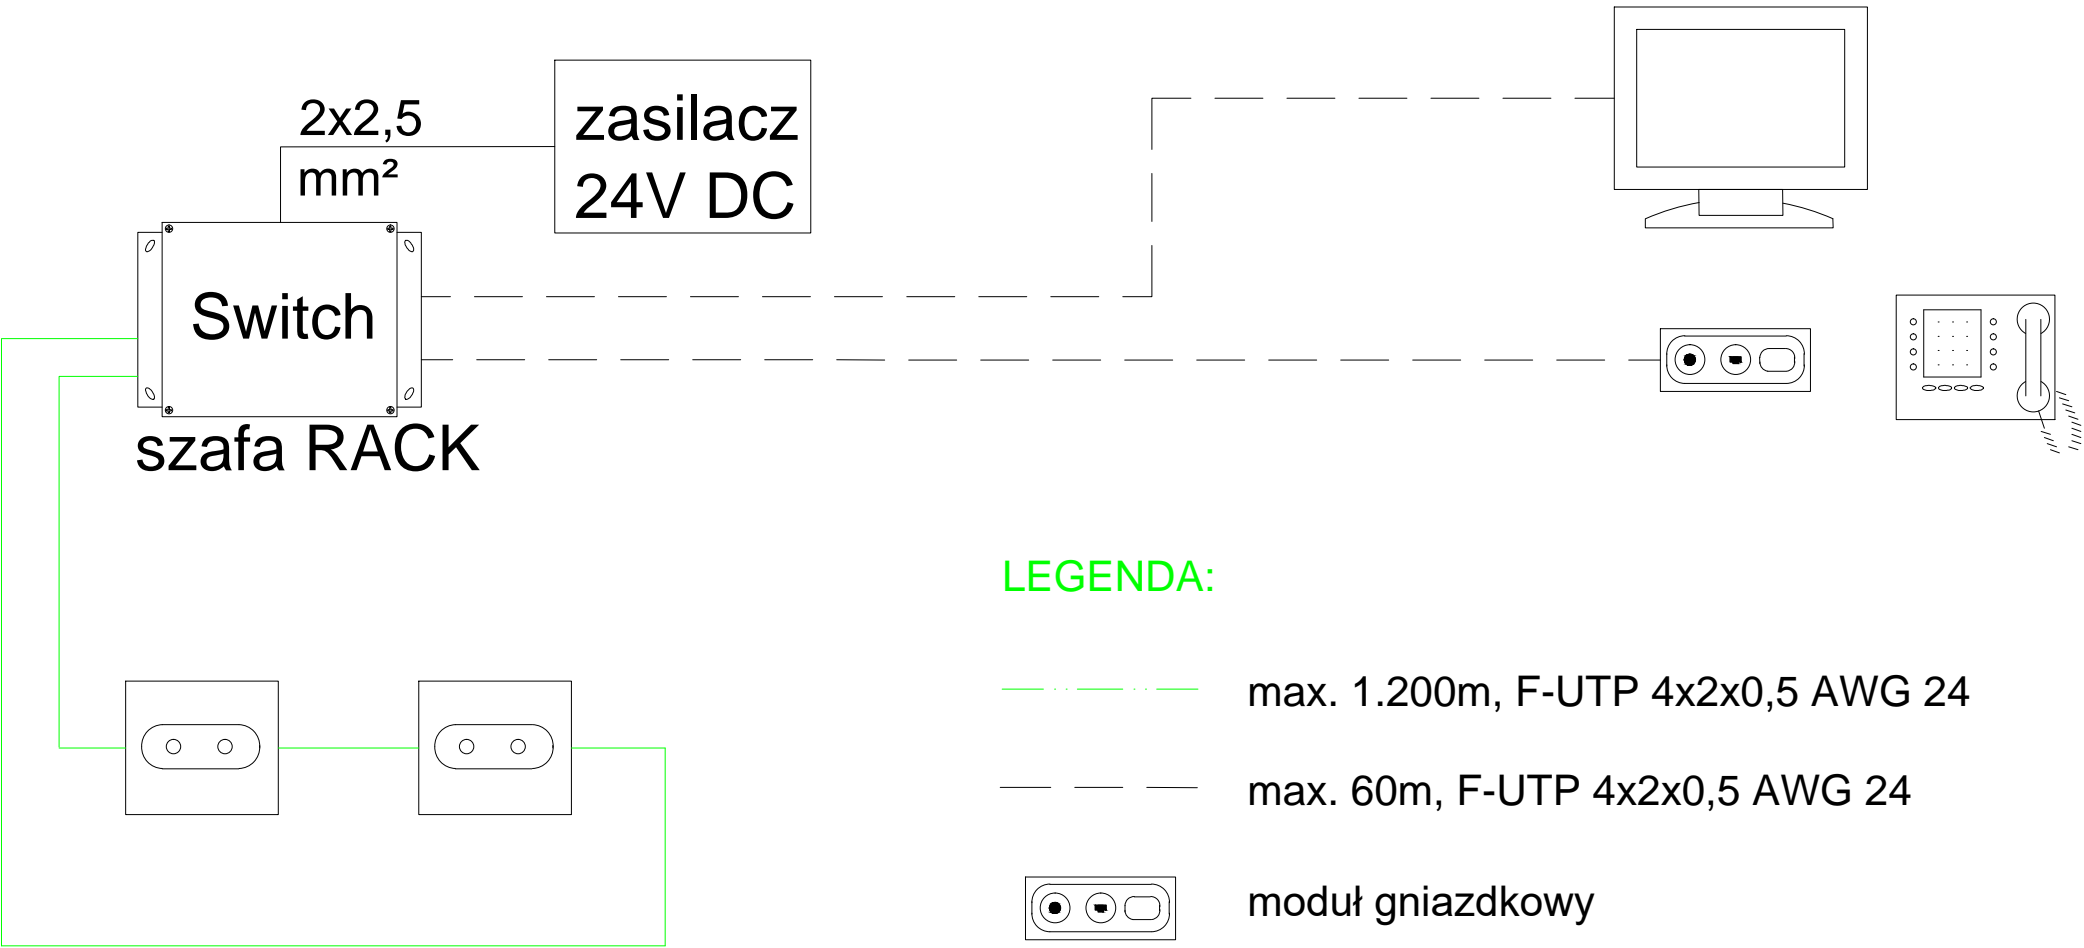 2x2,5
mm²
zasilacz
24V DC
Switch
szafa RACK
LEGENDA:
max. 1.200m, F-UTP 4x2x0,5 AWG 24
max. 60m, F-UTP 4x2x0,5 AWG 24
moduł gniazdkowy